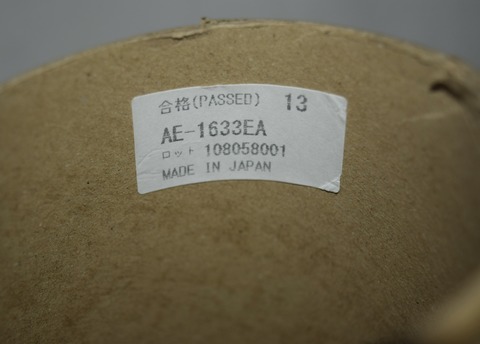 合格(PASSED) 13
AE-1633EA
ロット 108058001
MADE IN JAPAN